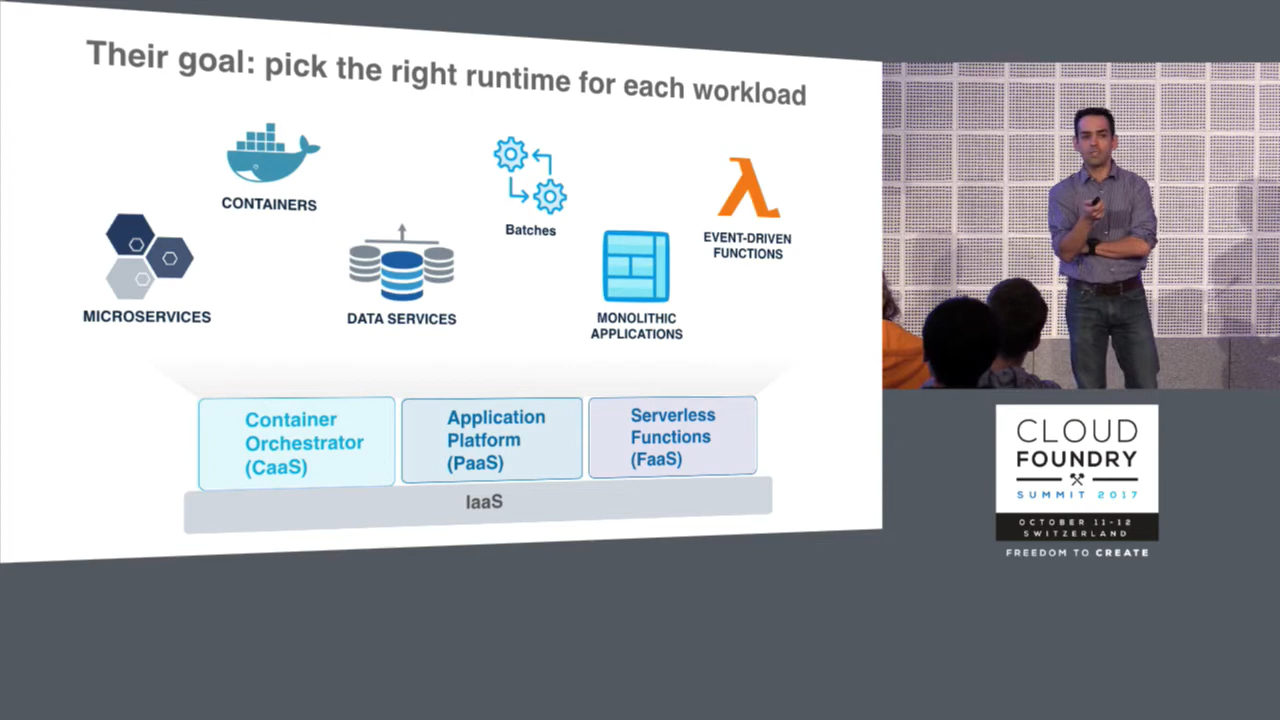 Their goal: pick the right runtime for each workload
CONTAINERS
Batches
EVENT-DRIVEN
FUNCTIONS
MICROSERVICES
DATA SERVICES
MONOLITHIC
APPLICATIONS
Container
Orchestrator
(CaaS)
Application
Platform
(PaaS)
Serverless
Functions
(FaaS)
IaaS
CLOUD
FOUNDRY
SUMMIT 2017
OCTOBER 11-12
SWITZERLAND
FREEDOM TO CREATE